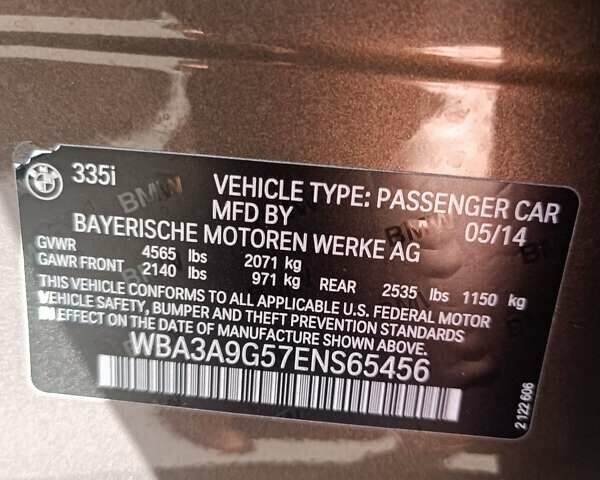 BMW 335i VEHICLE TYPE: PASSENGER CAR
MFD BY 05/14
BAYERISCHE MOTOREN WERKE AG
GVWR 4565 lbs 2071 kg
GAWR FRONT 2140 lbs 971 kg REAR 2535 lbs 1150 kg
THIS VEHICLE CONFORMS TO ALL APPLICABLE U.S. FEDERAL MOTOR
VEHICLE SAFETY, BUMPER AND THEFT PREVENTION STANDARDS
IN EFFECT ON THE DATE OF MANUFACTURE SHOWN ABOVE.
WBA3A9G57ENS65456
2 122 606